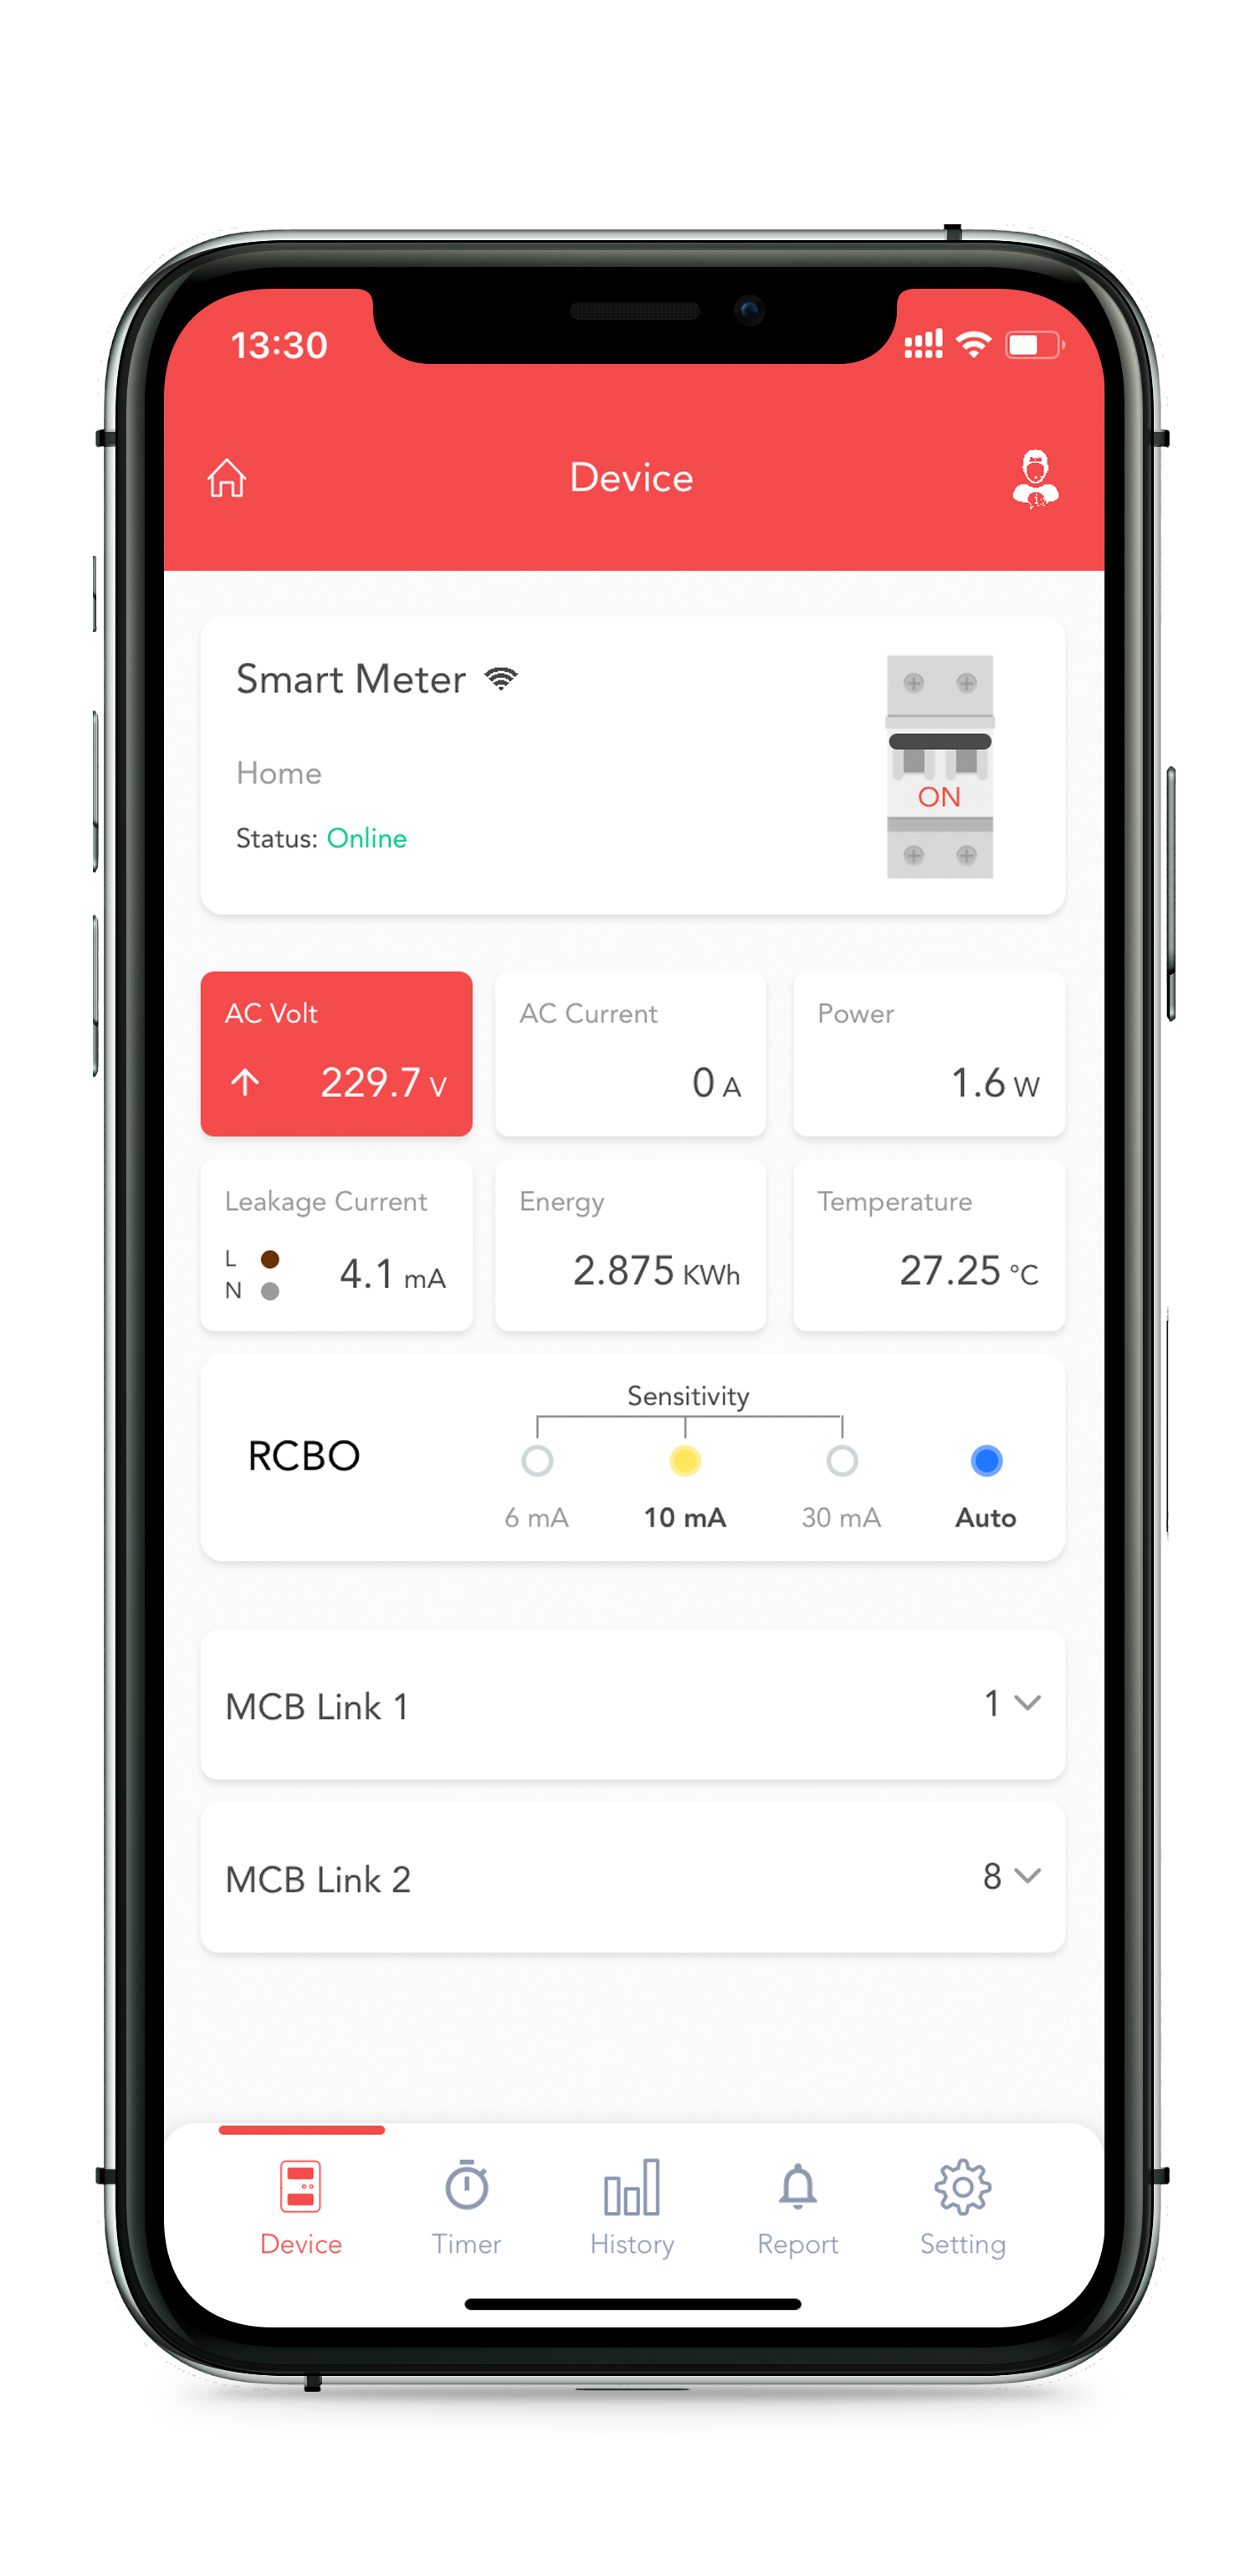 13:30
Device
Smart Meter
Home
Status: Online
ON
AC Volt
229.7 V
AC Current
0 A
Power
1.6 W
Leakage Current
L
N
4.1 mA
Energy
2.875 KWh
Temperature
27.25 °C
RCBO
Sensitivity
6 mA
10 mA
30 mA
Auto
MCB Link 1
1
MCB Link 2
8
Device
Timer
History
Report
Setting